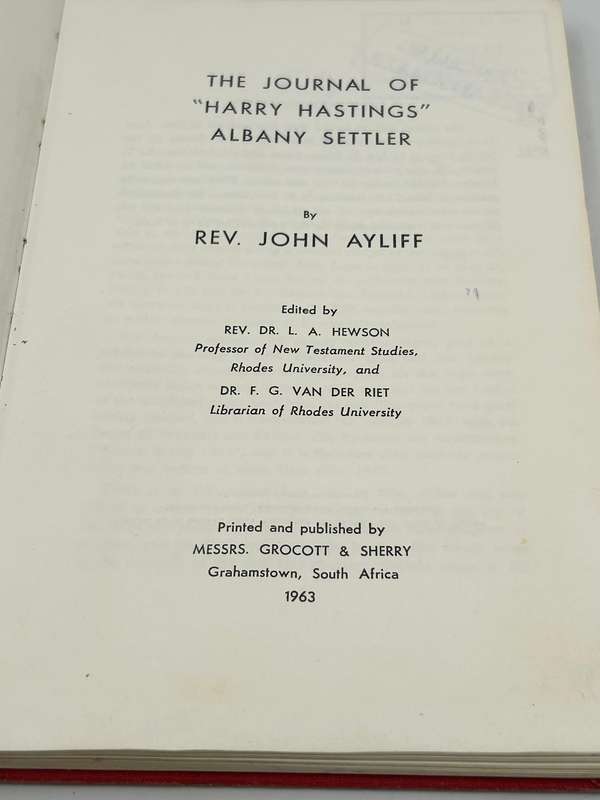 THE JOURNAL OF
"HARRY HASTINGS"
ALBANY SETTLER
By
REV. JOHN AYLIFF
Edited by
REV. DR. L. A. HEWSON
Professor of New Testament Studies,
Rhodes University, and
DR. F. G. VAN DER RIET
Librarian of Rhodes University
Printed and published by
MESSRS. GROCOTT & SHERRY
Grahamstown, South Africa
1963